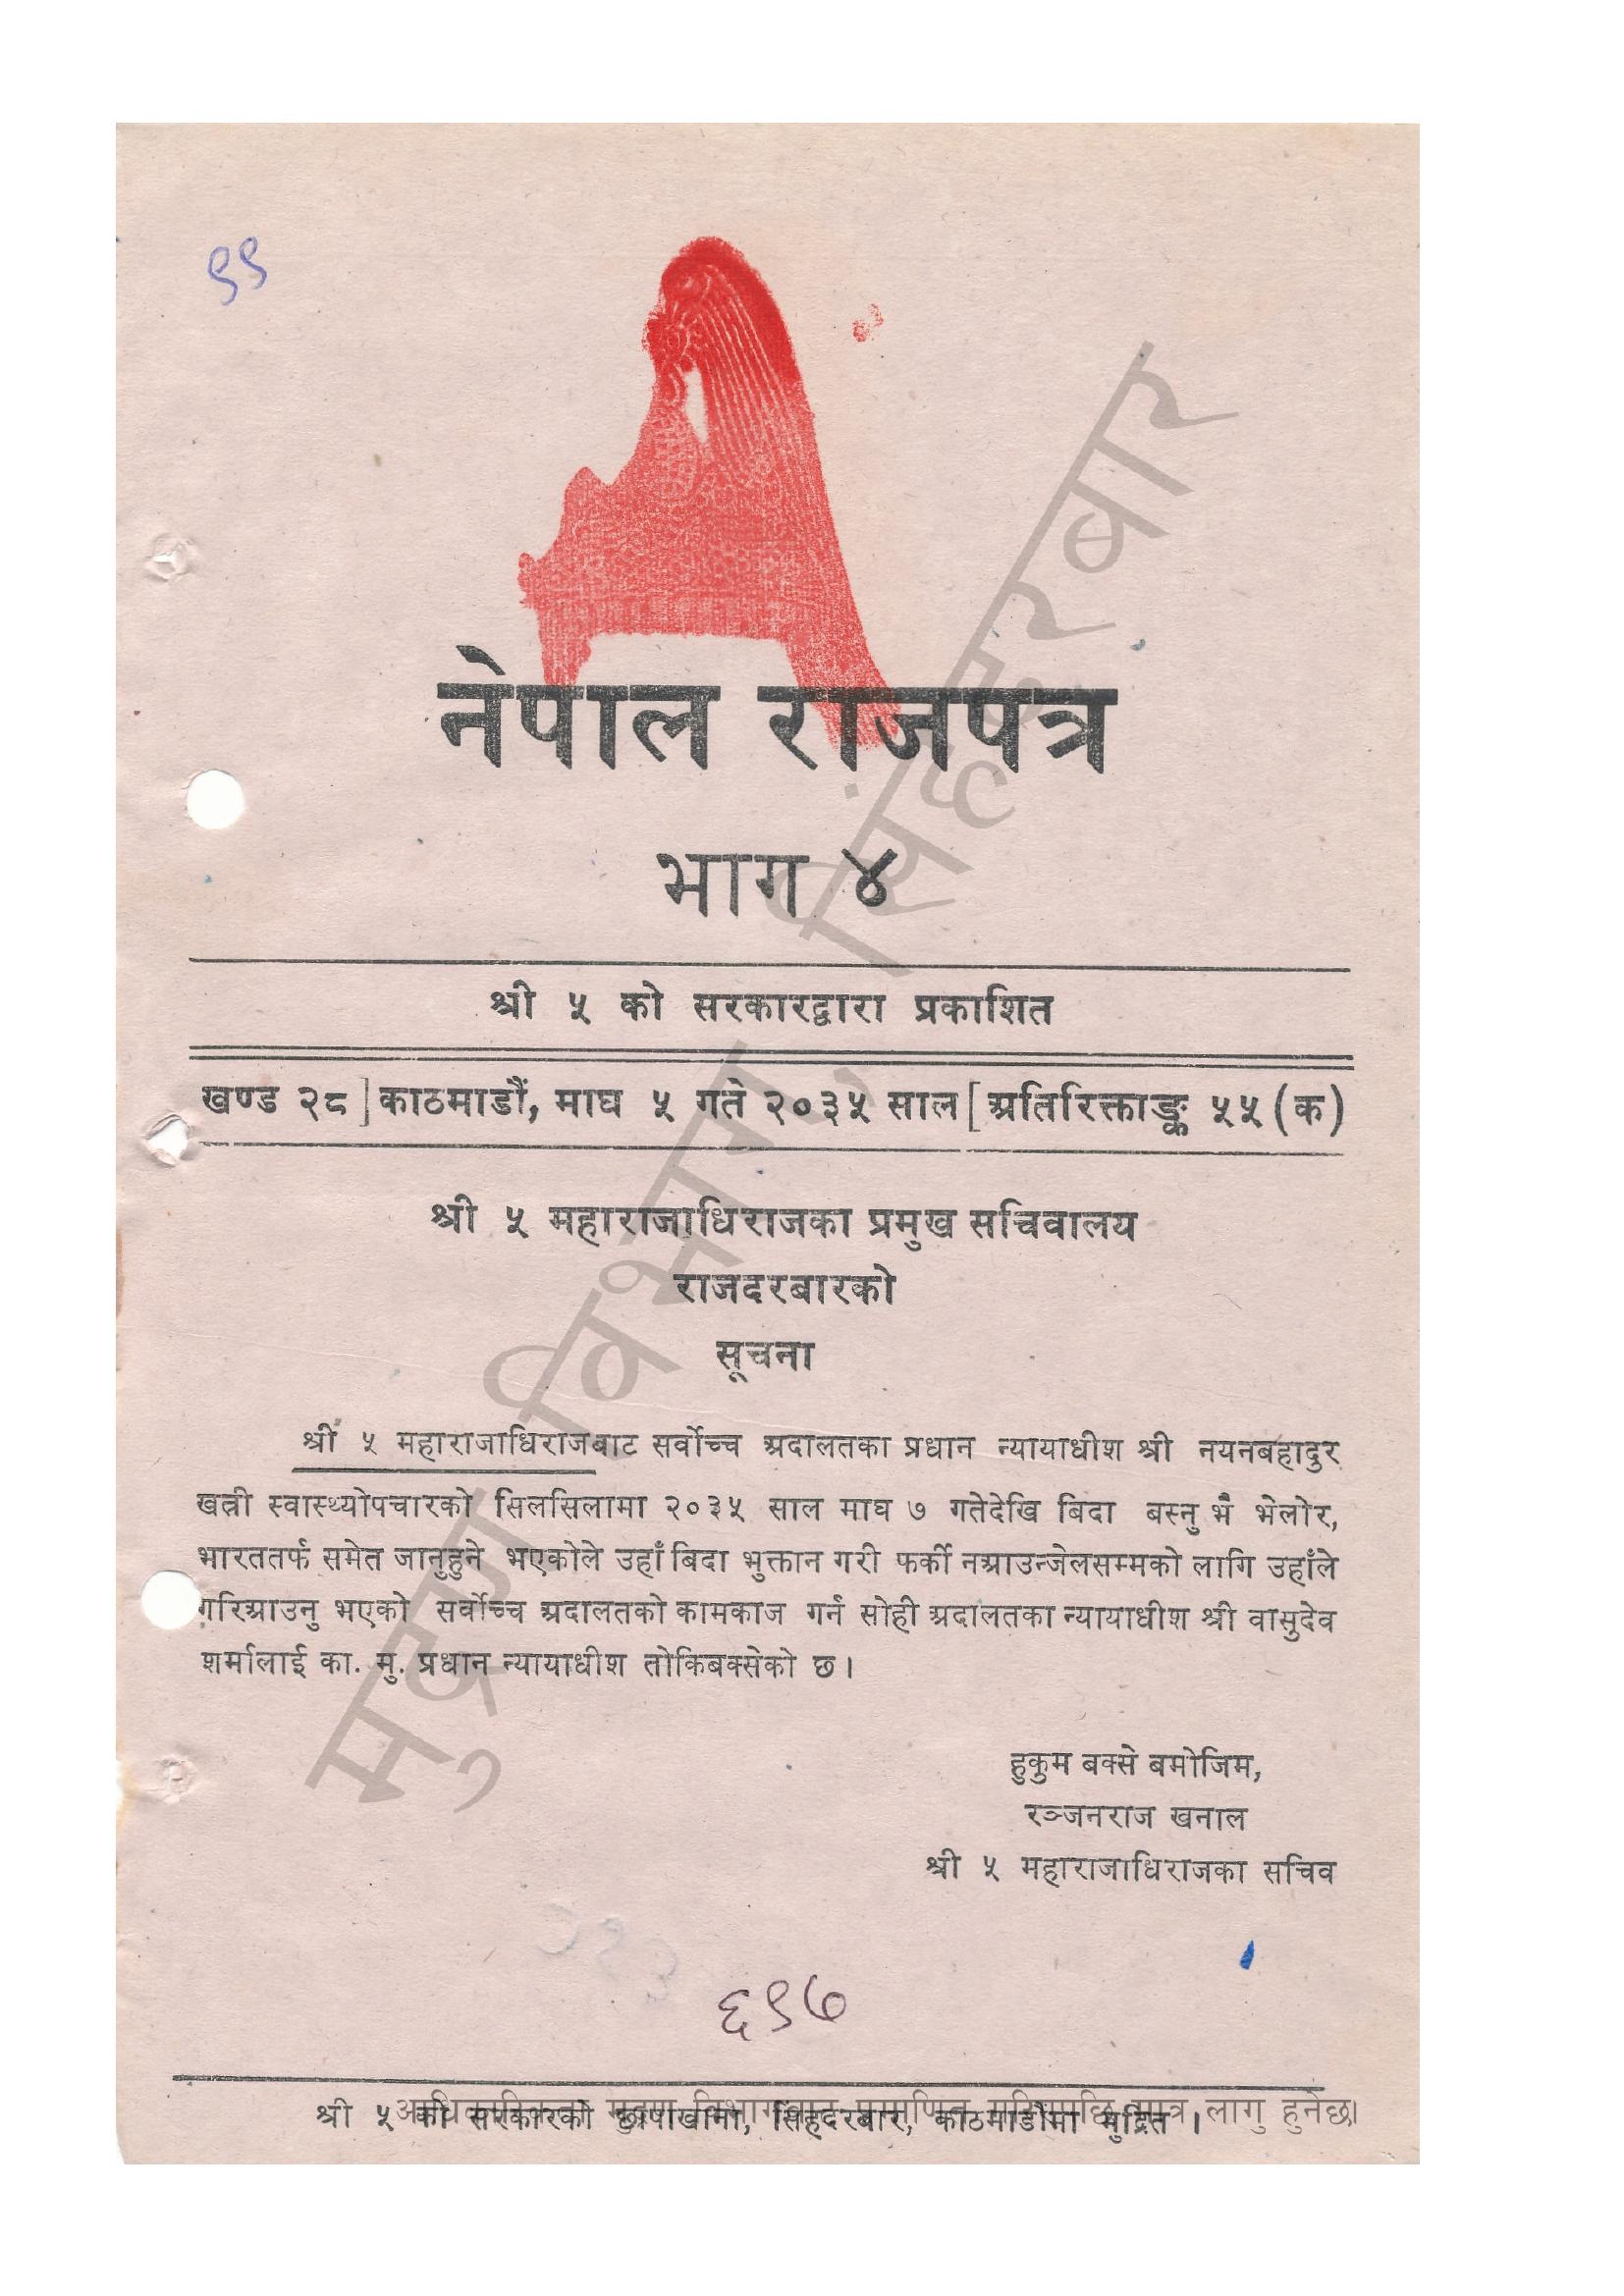 ९९
नेपाल राजपत्र
भाग ४
श्री ५ को सरकारद्वारा प्रकाशित
खण्ड २८] काठमाडौं, माघ ५ गते २०३५ साल [अतिरिक्ताङ्क ५५ (क)
श्री ५ महाराजाधिराजका प्रमुख सचिवालय
राजदरबारको
सूचना
श्री ५ महाराजाधिराजबाट सर्वोच्च अदालतका प्रधान न्यायाधीश श्री नयनबहादुर
खत्री स्वास्थ्योपचारको सिलसिलामा २०३५ साल माघ ७ गतेदेखि बिदा बस्नु भै भेलोर,
भारततर्फ समेत जानुहुने भएकोले उहाँ बिदा भुक्तान गरी फर्की नआउन्जेलसम्मको लागि उहाँले
गरिआउनु भएको सर्वोच्च अदालतको कामकाज गर्न सोही अदालतका न्यायाधीश श्री वासुदेव
शर्मालाई का. मु. प्रधान न्यायाधीश तोकिबक्सेको छ।
हुकुम बक्से बमोजिम,
रञ्जनराज खनाल
श्री ५ महाराजाधिराजका सचिव
६९७
श्री ५ को सरकारको छापाखाना, सिंहदरबार, काठमाडौंमा मुद्रित ।
मुद्रण विभाग, सिंहदरबार